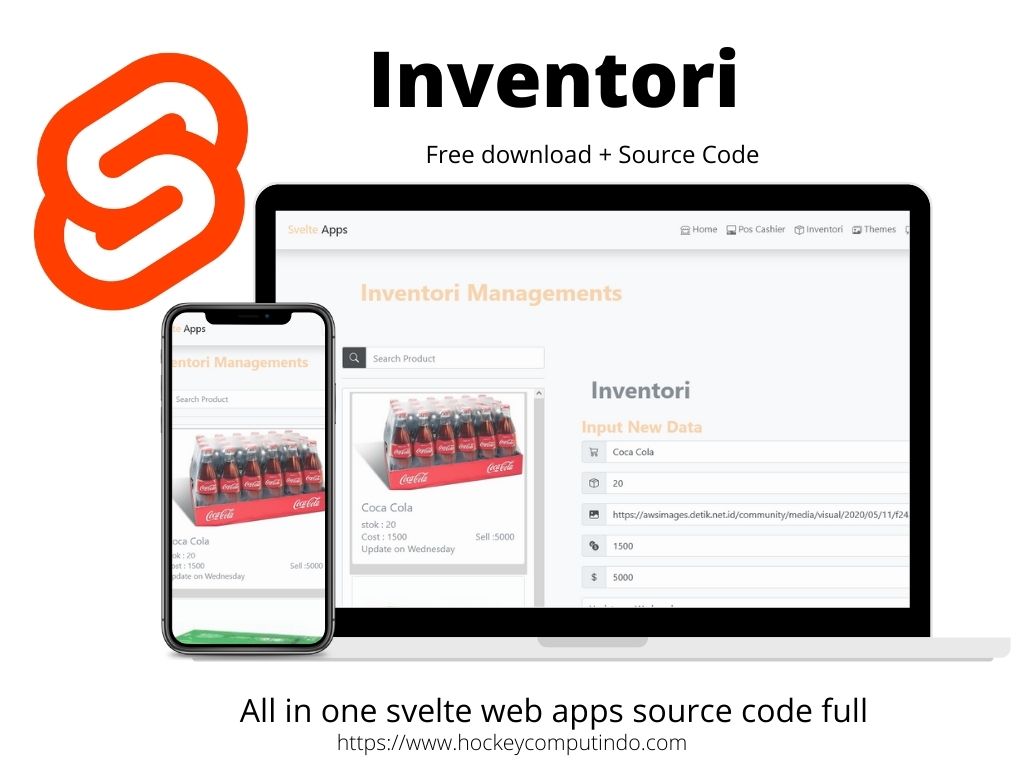 Inventori
Free download + Source Code
Svelte Apps
Home Pos Cashier Inventori Themes
Inventori Managements
Search Product
Coca Cola
stok : 20
Cost : 1500 Sell :5000
Update on Wednesday
Inventori
Input New Data
Coca Cola
20
https://awsimages.detik.net.id/community/media/visual/2020/05/11/f24
1500
5000
te Apps
entori Managements
Search Product
Coca-Cola
oca Cola
ok : 20
ost : 1500 Sell :5000
pdate on Wednesday
All in one svelte web apps source code full
https://www.hockeycomputindo.com